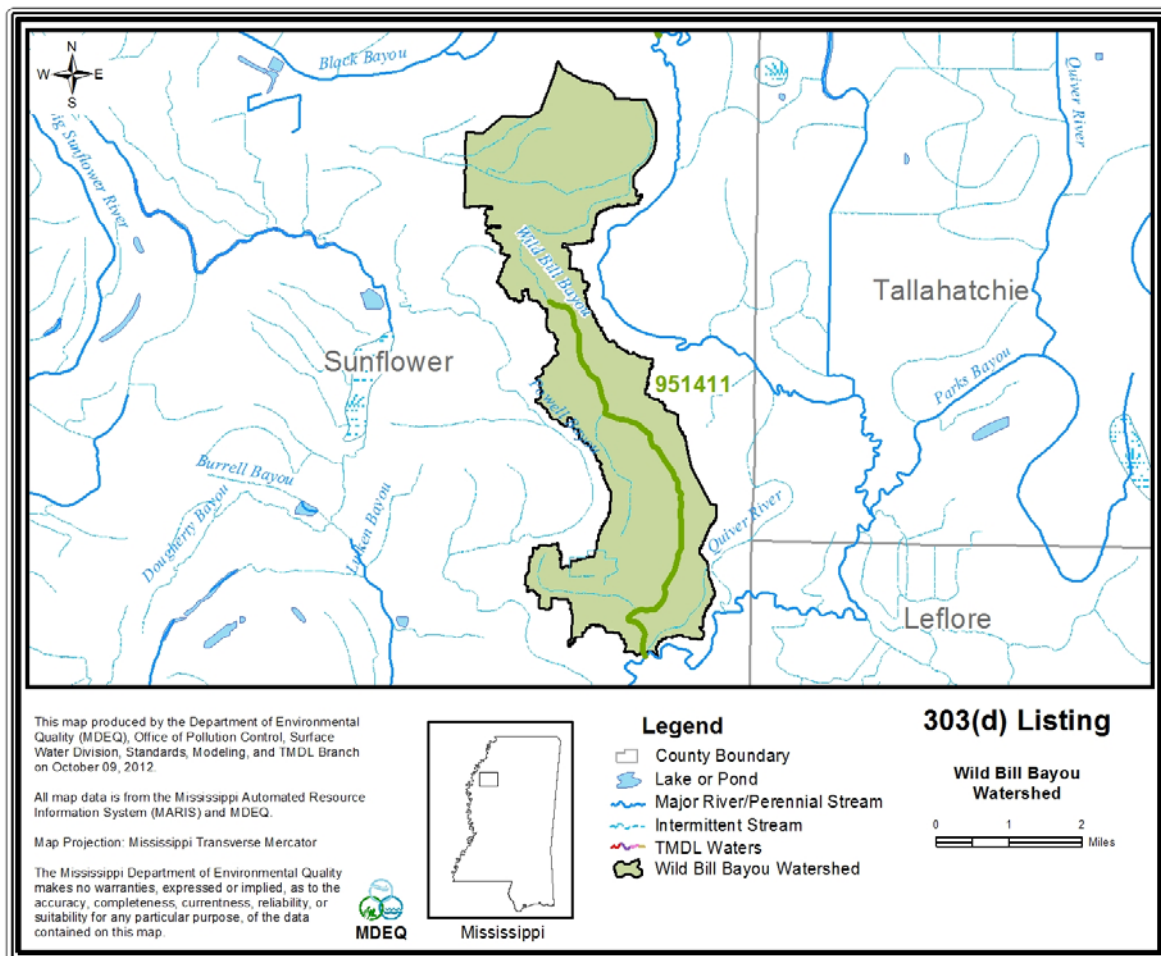 N
W E
S
Black Bayou
Quiver River
ig Sunflower River
Wild Bill Bayou
Tallahatchie
Sunflower
951411
Parks Bayou
Powell Bayou
Burrell Bayou
Dougherty Bayou
Lurken Bayou
Quiver River
Leflore
This map produced by the Department of Environmental
Quality (MDEQ), Office of Pollution Control, Surface
Water Division, Standards, Modeling, and TMDL Branch
on October 09, 2012.
All map data is from the Mississippi Automated Resource
Information System (MARIS) and MDEQ.
Map Projection: Mississippi Transverse Mercator
The Mississippi Department of Environmental Quality
makes no warranties, expressed or implied, as to the
accuracy, completeness, currentness, reliability, or
suitability for any particular purpose, of the data
contained on this map.
MDEQ
Mississippi
Legend
County Boundary
Lake or Pond
Major River/Perennial Stream
Intermittent Stream
TMDL Waters
Wild Bill Bayou Watershed
303(d) Listing
Wild Bill Bayou
Watershed
0 1 2
Miles